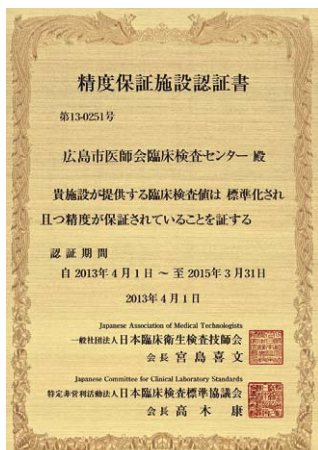 精度保証施設認証書
第13-0251号
広島市医師会臨床検査センター 殿
貴施設が提供する臨床検査値は 標準化され
且つ精度が保証されていることを証する
認証期間
自 2013年4月1日 ～ 至 2015年3月31日
2013年4月1日
Japanese Association of Medical Technologists
一般社団法人日本臨床衛生検査技師会
会長 宮島喜文
Japanese Committee for Clinical Laboratory Standards
特定非営利活動法人日本臨床検査標準協議会
会長 高木 康